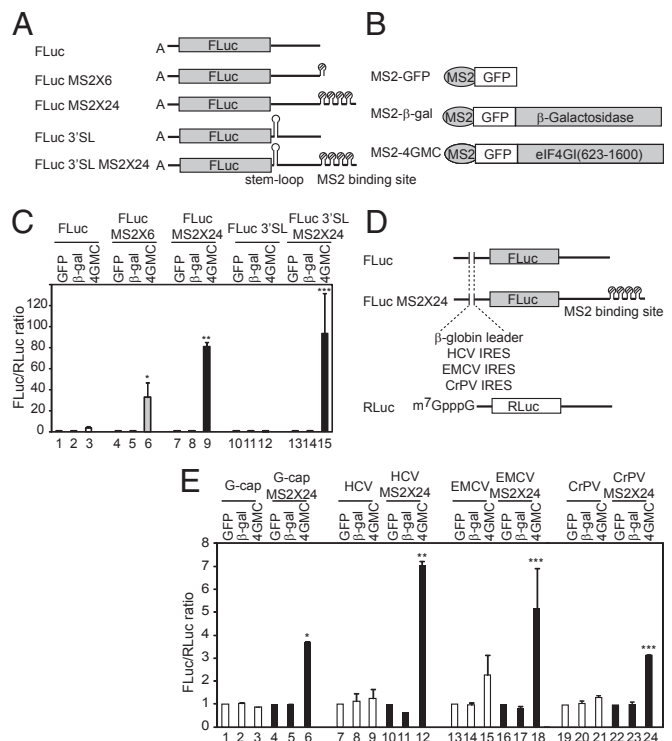 A
FLuc A FLuc
FLuc MS2X6 A FLuc
FLuc MS2X24 A FLuc
FLuc 3'SL A FLuc
FLuc 3'SL MS2X24 A FLuc
stem-loop MS2 binding site
B
MS2-GFP MS2 GFP
MS2-β-gal MS2 GFP β-Galactosidase
MS2-4GMC MS2 GFP eIF4GI(623-1600)
C
FLuc FLuc MS2X6 FLuc MS2X24 FLuc 3'SL FLuc 3'SL MS2X24
GFP β-gal 4GMC GFP β-gal 4GMC GFP β-gal 4GMC GFP β-gal 4GMC GFP β-gal 4GMC
FLuc/RLuc ratio
120
100
80
60
40
20
0
* ** ***
1 2 3 4 5 6 7 8 9 10 11 12 13 14 15
D
FLuc FLuc
FLuc MS2X24 FLuc
MS2 binding site
β-globin leader
HCV IRES
EMCV IRES
CrPV IRES
RLuc m7GpppG RLuc
E
G-cap G-cap MS2X24 HCV HCV MS2X24 EMCV EMCV MS2X24 CrPV CrPV MS2X24
GFP β-gal 4GMC GFP β-gal 4GMC GFP β-gal 4GMC GFP β-gal 4GMC GFP β-gal 4GMC GFP β-gal 4GMC GFP β-gal 4GMC GFP β-gal 4GMC
FLuc/RLuc ratio
8
7
6
5
4
3
2
1
0
* ** *** ***
1 2 3 4 5 6 7 8 9 10 11 12 13 14 15 16 17 18 19 20 21 22 23 24